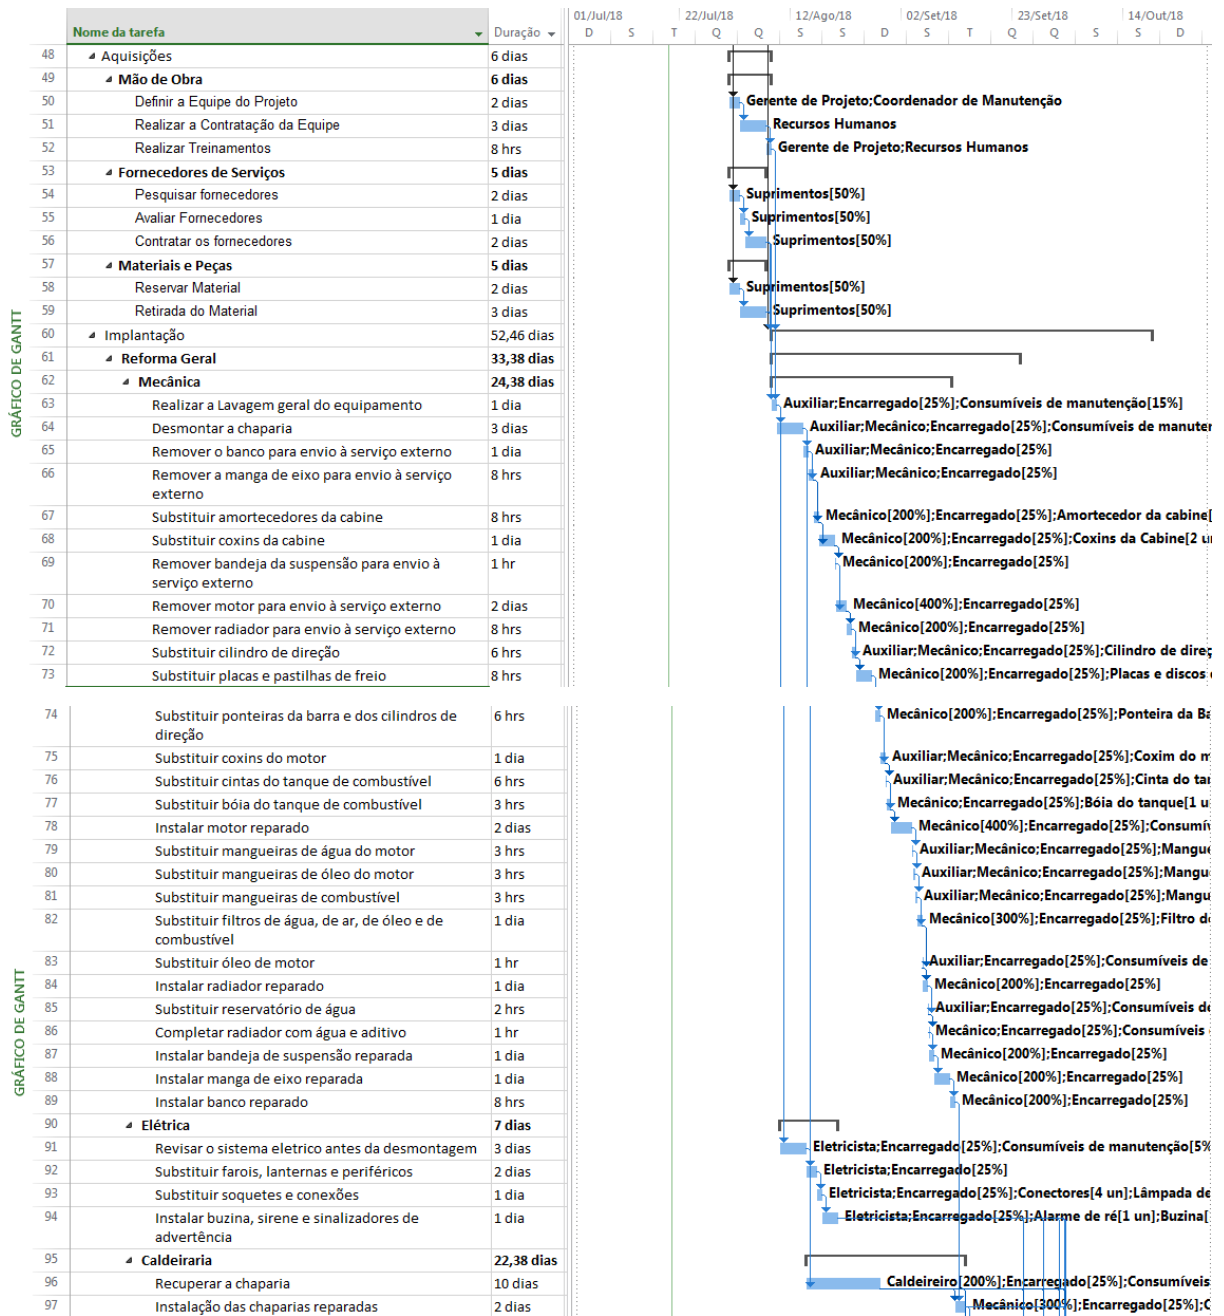 01/Jul/18 22/Jul/18 12/Ago/18 02/Set/18 23/Set/18 14/Out/18
Nome da tarefa Duração D S T Q Q S S D T Q Q S S D
48 Aquisições 6 dias
49 Mão de Obra 6 dias
50 Definir a Equipe do Projeto 2 dias Gerente de Projeto;Coordenador de Manutenção
51 Realizar a Contratação da Equipe 3 dias Recursos Humanos
52 Realizar Treinamentos 8 hrs Gerente de Projeto;Recursos Humanos
53 Fornecedores de Serviços 5 dias
54 Pesquisar fornecedores 2 dias Suprimentos[50%]
55 Avaliar Fornecedores 1 dia Suprimentos[50%]
56 Contratar os fornecedores 2 dias Suprimentos[50%]
57 Materiais e Peças 5 dias
58 Reservar Material 2 dias Suprimentos[50%]
59 Retirada do Material 3 dias Suprimentos[50%]
GRÁFICO DE GANTT
60 Implantação 52,46 dias
61 Reforma Geral 33,38 dias
62 Mecânica 24,38 dias
63 Realizar a Lavagem geral do equipamento 1 dia Auxiliar;Encarregado[25%];Consumíveis de manutenção[15%]
64 Desmontar a chaparia 3 dias Auxiliar;Mecânico;Encarregado[25%];Consumíveis de manuter
65 Remover o banco para envio à serviço externo 1 dia Auxiliar;Mecânico;Encarregado[25%]
66 Remover a manga de eixo para envio à serviço 8 hrs Auxiliar;Mecânico;Encarregado[25%]
externo
67 Substituir amortecedores da cabine 8 hrs Mecânico[200%];Encarregado[25%];Amortecedor da cabine[
68 Substituir coxins da cabine 1 dia Mecânico[200%];Encarregado[25%];Coxins da Cabine[2 u
69 Remover bandeja da suspensão para envio à 1 hr Mecânico[200%];Encarregado[25%]
serviço externo
70 Remover motor para envio à serviço externo 2 dias Mecânico[400%];Encarregado[25%]
71 Remover radiador para envio à serviço externo 8 hrs Mecânico[200%];Encarregado[25%]
72 Substituir cilindro de direção 6 hrs Auxiliar;Mecânico;Encarregado[25%];Cilindro de direç
73 Substituir placas e pastilhas de freio 8 hrs Mecânico[200%];Encarregado[25%];Placas e discos
74 Substituir ponteiras da barra e dos cilindros de 6 hrs Mecânico[200%];Encarregado[25%];Ponteira da Ba
direção
75 Substituir coxins do motor 1 dia Auxiliar;Mecânico;Encarregado[25%];Coxim do m
76 Substituir cintas do tanque de combustível 6 hrs Auxiliar;Mecânico;Encarregado[25%];Cinta do ta
77 Substituir bóia do tanque de combustível 3 hrs Mecânico;Encarregado[25%];Bóia do tanque[1 u
78 Instalar motor reparado 2 dias Mecânico[400%];Encarregado[25%];Consumív
79 Substituir mangueiras de água do motor 3 hrs Auxiliar;Mecânico;Encarregado[25%];Mangu
80 Substituir mangueiras de óleo do motor 3 hrs Auxiliar;Mecânico;Encarregado[25%];Mangu
81 Substituir mangueiras de combustível 3 hrs Auxiliar;Mecânico;Encarregado[25%];Mangu
82 Substituir filtros de água, de ar, de óleo e de 1 dia Mecânico[300%];Encarregado[25%];Filtro d
combustível
83 Substituir óleo de motor 1 hr Auxiliar;Encarregado[25%];Consumíveis de
GRÁFICO DE GANTT
84 Instalar radiador reparado 1 dia Mecânico[200%];Encarregado[25%]
85 Substituir reservatório de água 2 hrs Auxiliar;Encarregado[25%];Consumíveis d
86 Completar radiador com água e aditivo 1 hr Mecânico;Encarregado[25%];Consumíveis
87 Instalar bandeja de suspensão reparada 1 dia Mecânico[200%];Encarregado[25%]
88 Instalar manga de eixo reparada 1 dia Mecânico[200%];Encarregado[25%]
89 Instalar banco reparado 8 hrs Mecânico[200%];Encarregado[25%]
90 Elétrica 7 dias
91 Revisar o sistema eletrico antes da desmontagem 3 dias Eletricista;Encarregado[25%];Consumíveis de manutenção[5%
92 Substituir farois, lanternas e periféricos 2 dias Eletricista;Encarregado[25%]
93 Substituir soquetes e conexões 1 dia Eletricista;Encarregado[25%];Conectores[4 un];Lâmpada de
94 Instalar buzina, sirene e sinalizadores de 1 dia Eletricista;Encarregado[25%];Alarme de ré[1 un];Buzina[
advertência
95 Caldeiraria 22,38 dias
96 Recuperar a chaparia 10 dias Caldeireiro[200%];Encarregado[25%];Consumíveis
97 Instalação das chaparias reparadas 2 dias Mecânico[300%];Encarregado[25%];C